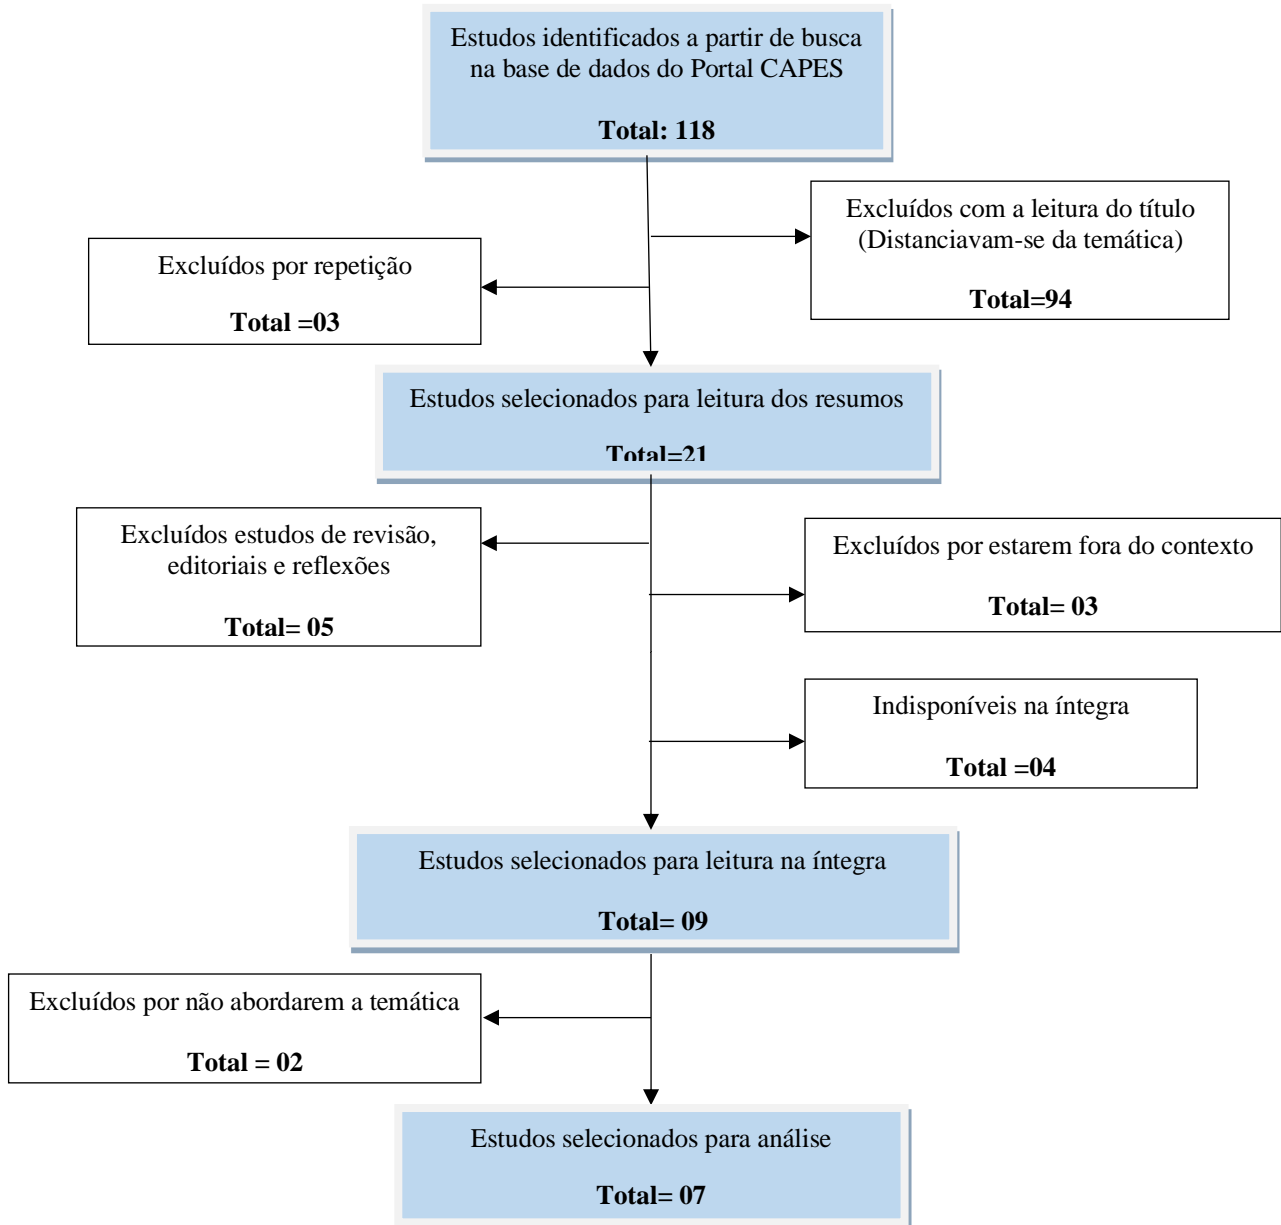 Estudos identificados a partir de busca
na base de dados do Portal CAPES
Total: 118
Excluídos com a leitura do título
(Distanciavam-se da temática)
Total=94
Excluídos por repetição
Total =03
Estudos selecionados para leitura dos resumos
Total=21
Excluídos estudos de revisão,
editoriais e reflexões
Total= 05
Excluídos por estarem fora do contexto
Total= 03
Indisponíveis na íntegra
Total =04
Estudos selecionados para leitura na íntegra
Total= 09
Excluídos por não abordarem a temática
Total = 02
Estudos selecionados para análise
Total= 07